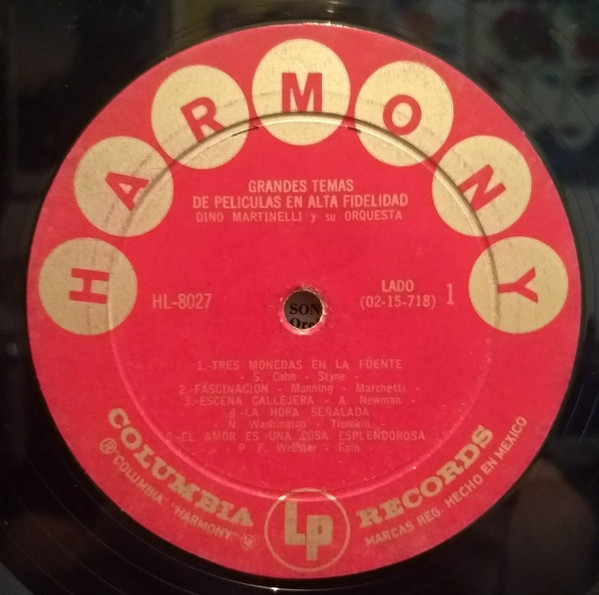 HARMONY
GRANDES TEMAS
DE PELICULAS EN ALTA FIDELIDAD
DINO MARTINELLI y su ORQUESTA
HL-8027
LADO
(02-15-718) 1
SON
1.-TRES MONEDAS EN LA FUENTE
- S. Cahn - Styne -
2.-FASCINACION - Manning - Marchetti -
3.-ESCENA CALLEJERA - A. Newman -
LA HORA SEÑALADA
- N. Washington - Tiomkin -
EL AMOR ES UNA COSA ESPLENDOROSA
P. F. Webster - Fain -
COLUMBIA Lp RECORDS
® COLUMBIA "HARMONY"
MARCAS REG. HECHO EN MEXICO